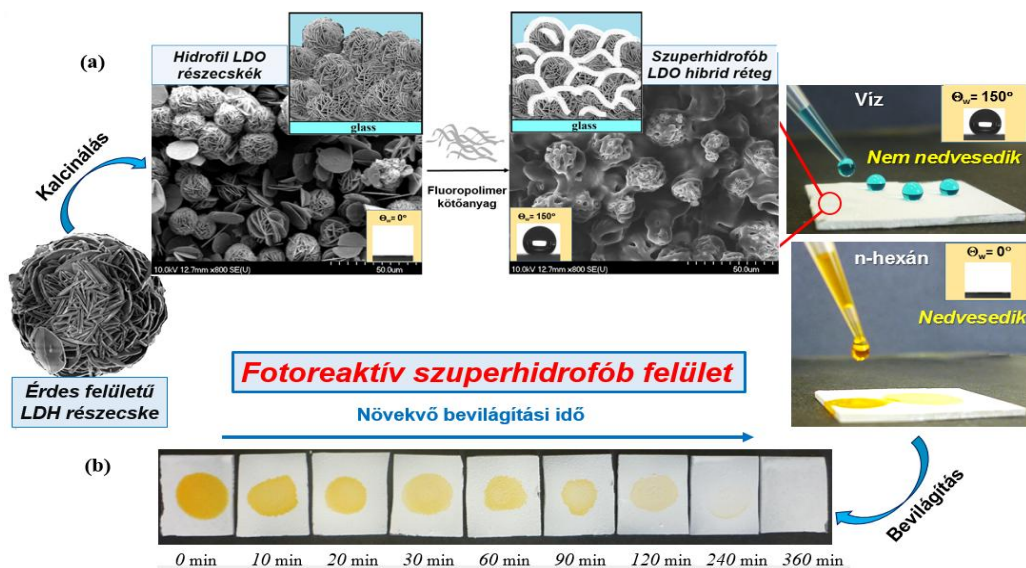 (a)
Hidrofil LDO
részecskék
glass
Θw= 0°
10.0kV 12.7mm x800 SE(U)
50.0um
Kalcinálás
Érdes felületű
LDH részecske
Fluoropolimer
kötőanyag
Szuperhidrofób
LDO hibrid réteg
glass
Θw= 150°
10.0kV 12.7mm x800 SE(U)
50.0um
Víz
Θw= 150°
Nem nedvesedik
n-hexán
Θw= 0°
Nedvesedik
Bevilágítás
Fotoreaktív szuperhidrofób felület
Növekvő bevilágítási idő
(b)
0 min 10 min 20 min 30 min 60 min 90 min 120 min 240 min 360 min